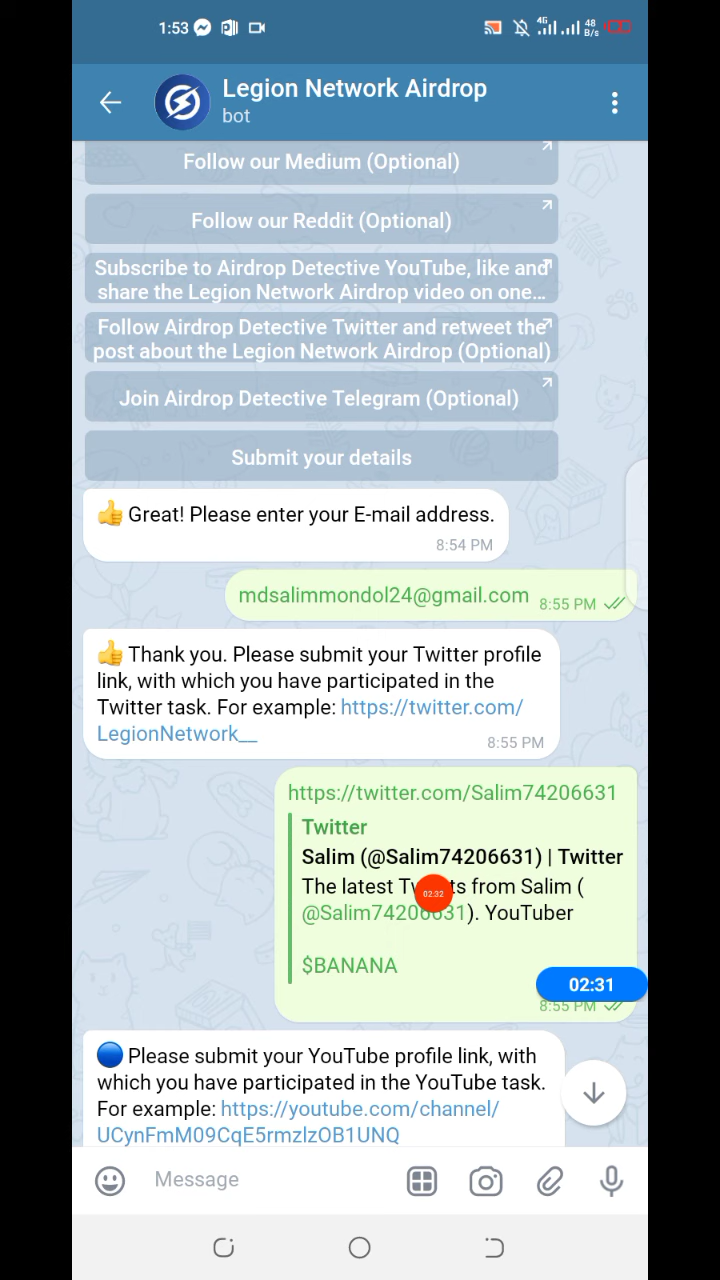 1:53
4G
48 B/s
Legion Network Airdrop
bot
Follow our Medium (Optional)
Follow our Reddit (Optional)
Subscribe to Airdrop Detective YouTube, like and
share the Legion Network Airdrop video on one...
Follow Airdrop Detective Twitter and retweet the
post about the Legion Network Airdrop (Optional)
Join Airdrop Detective Telegram (Optional)
Submit your details
👍 Great! Please enter your E-mail address.
8:54 PM
mdsalimmondol24@gmail.com
8:55 PM
👍 Thank you. Please submit your Twitter profile
link, with which you have participated in the
Twitter task. For example: https://twitter.com/
LegionNetwork__
8:55 PM
https://twitter.com/Salim74206631
Twitter
Salim (@Salim74206631) | Twitter
The latest Tweets from Salim (
@Salim74206631). YouTuber
02:32
$BANANA
02:31
8:55 PM
🔵 Please submit your YouTube profile link, with
which you have participated in the YouTube task.
For example: https://youtube.com/channel/
UCynFmM09CqE5rmzlzOB1UNQ
Message